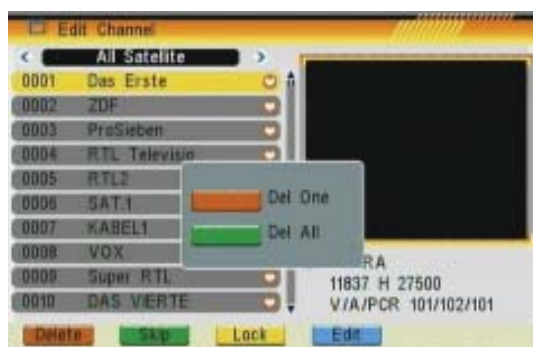 Edit Channel
< All Satellite >
0001 Das Erste
0002 ZDF
0003 ProSieben
0004 RTL Televisio
0005 RTL2
0006 SAT.1
0007 KABEL1
0008 VOX
0009 Super RTL
0010 DAS VIERTE
Del One
Del All
RA
11837 H 27500
V/A/PCR 101/102/101
Delete Skip Lock Edit